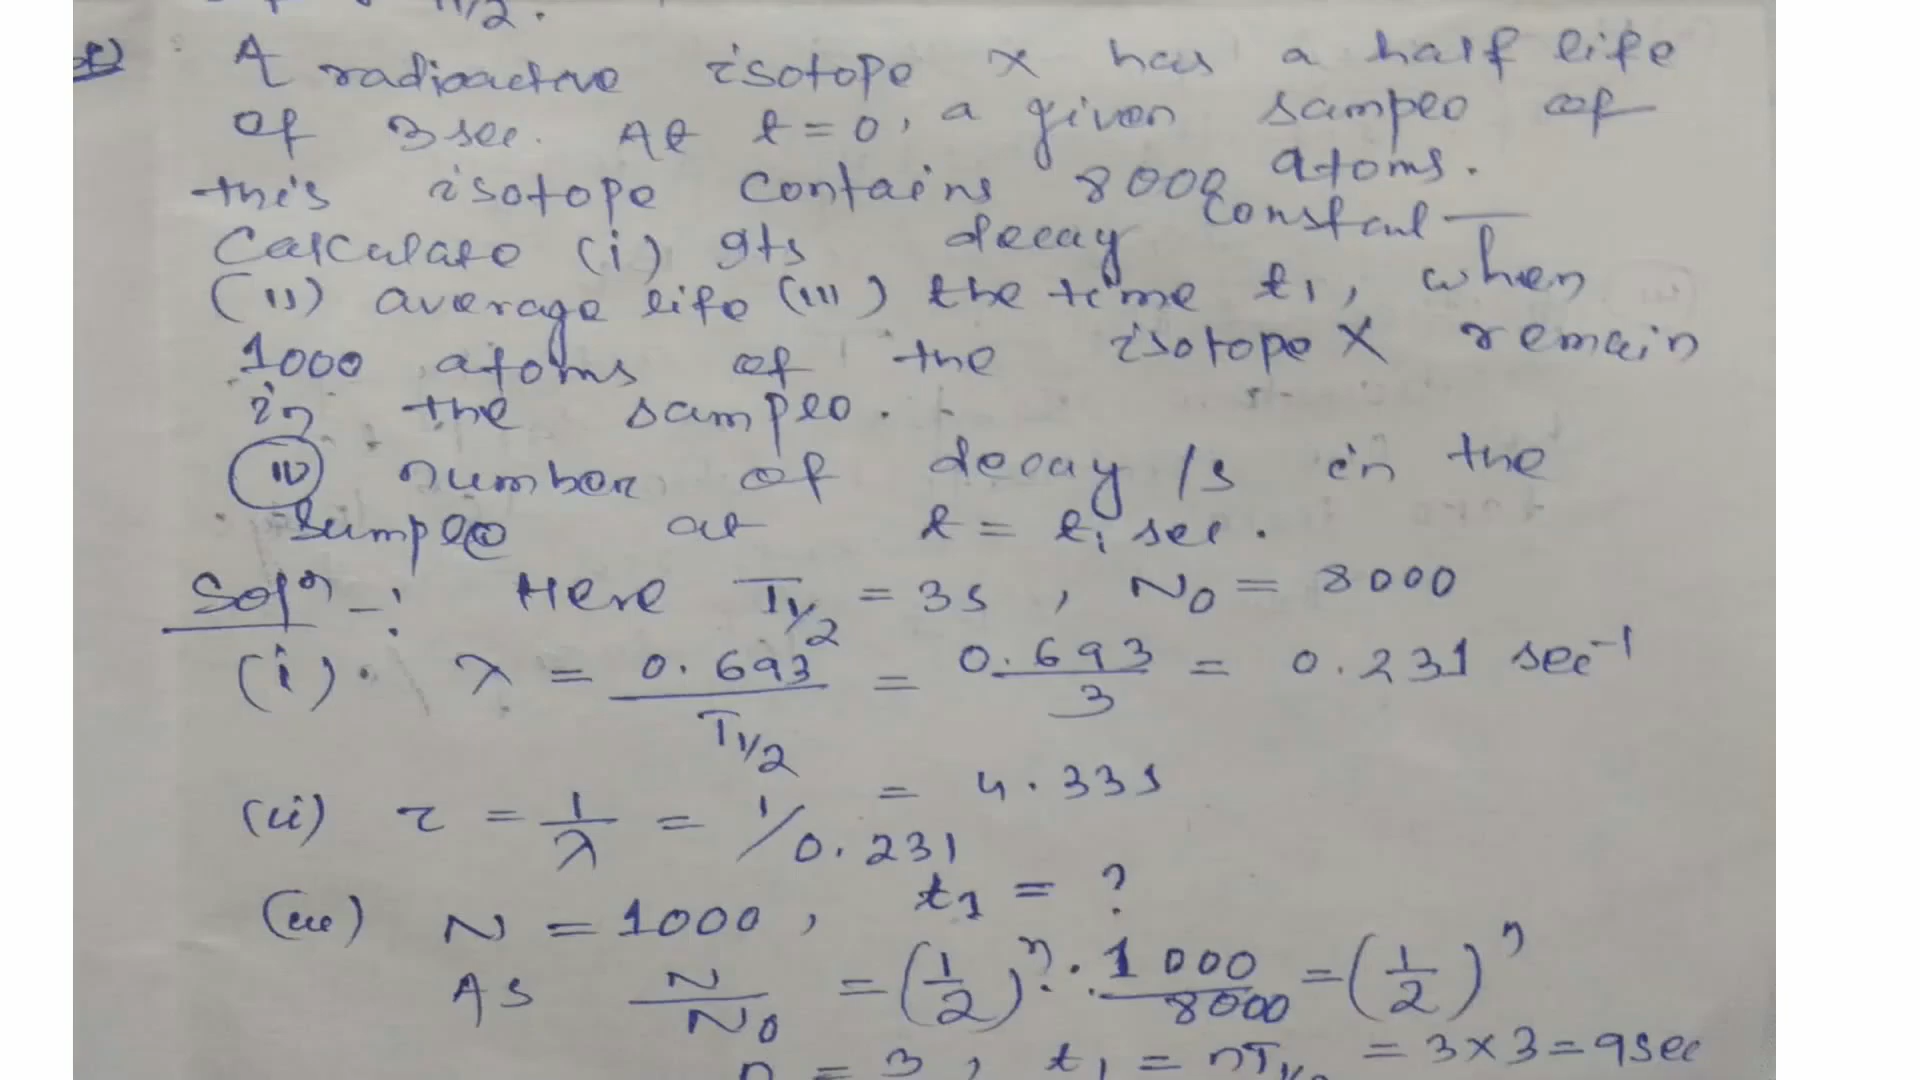 A radioactive isotope X has a half life
of 3 sec. At t = 0, a given sample of
this isotope contains 8000 atoms.
Calculate (i) Its decay constant
(ii) average life (iii) the time t1, when
1000 atoms of the isotope X remain
in the sample.
(iv) number of decay /s in the
sample at t = t1 sec.
Solⁿ -: Here T1/2 = 3s , N0 = 8000
(i). λ = 0.693/T1/2 = 0.693/3 = 0.231 sec⁻¹
(ii) τ = 1/λ = 1/0.231 = 4.33s
(iii) N = 1000, t1 = ?
As N/N0 = (1/2)ⁿ ∴ 1000/8000 = (1/2)ⁿ
n = 3, t1 = nT1/2 = 3×3 = 9sec